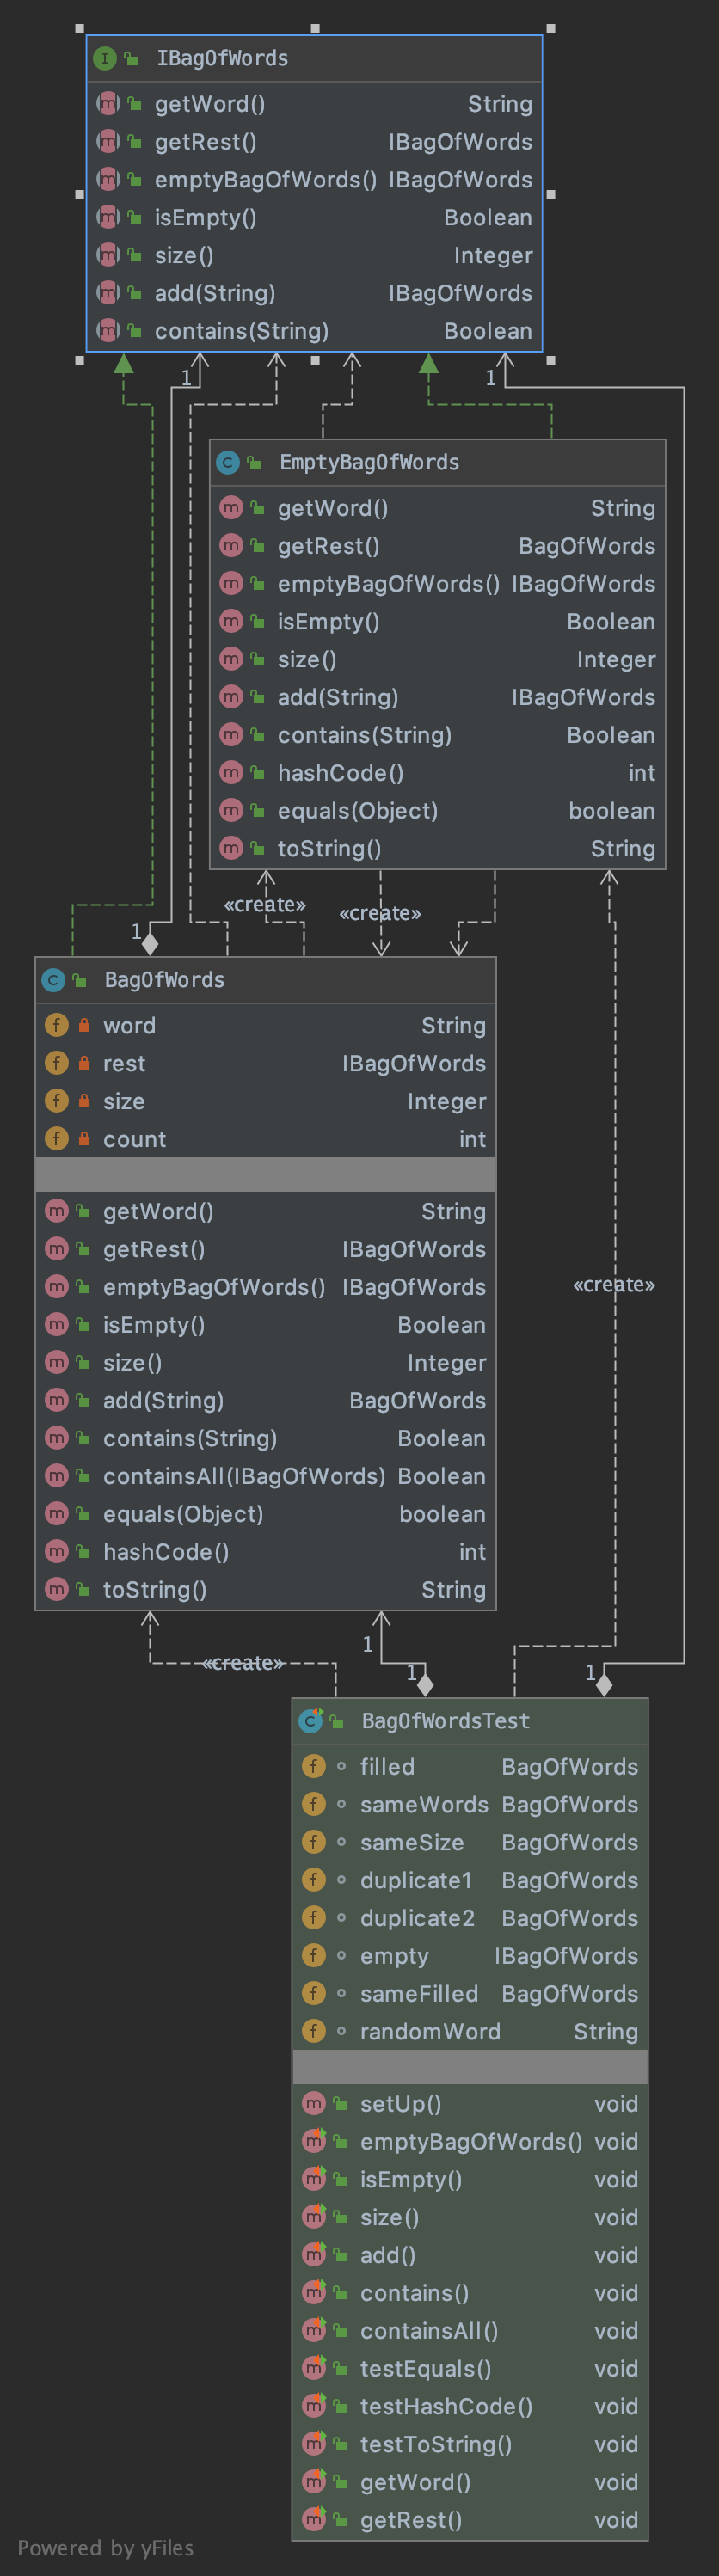 IBagOfWords
getWord() String
getRest() IBagOfWords
emptyBagOfWords() IBagOfWords
isEmpty() Boolean
size() Integer
add(String) IBagOfWords
contains(String) Boolean
1 1
EmptyBagOfWords
getWord() String
getRest() BagOfWords
emptyBagOfWords() IBagOfWords
isEmpty() Boolean
size() Integer
add(String) IBagOfWords
contains(String) Boolean
hashCode() int
equals(Object) boolean
toString() String
«create» «create»
1
BagOfWords
word String
rest IBagOfWords
size Integer
count int
getWord() String
getRest() IBagOfWords
emptyBagOfWords() IBagOfWords
«create»
isEmpty() Boolean
size() Integer
add(String) BagOfWords
contains(String) Boolean
containsAll(IBagOfWords) Boolean
equals(Object) boolean
hashCode() int
toString() String
1
«create» 1 1
BagOfWordsTest
filled BagOfWords
sameWords BagOfWords
sameSize BagOfWords
duplicate1 BagOfWords
duplicate2 BagOfWords
empty IBagOfWords
sameFilled BagOfWords
randomWord String
setUp() void
emptyBagOfWords() void
isEmpty() void
size() void
add() void
contains() void
containsAll() void
testEquals() void
testHashCode() void
testToString() void
getWord() void
getRest() void
Powered by yFiles